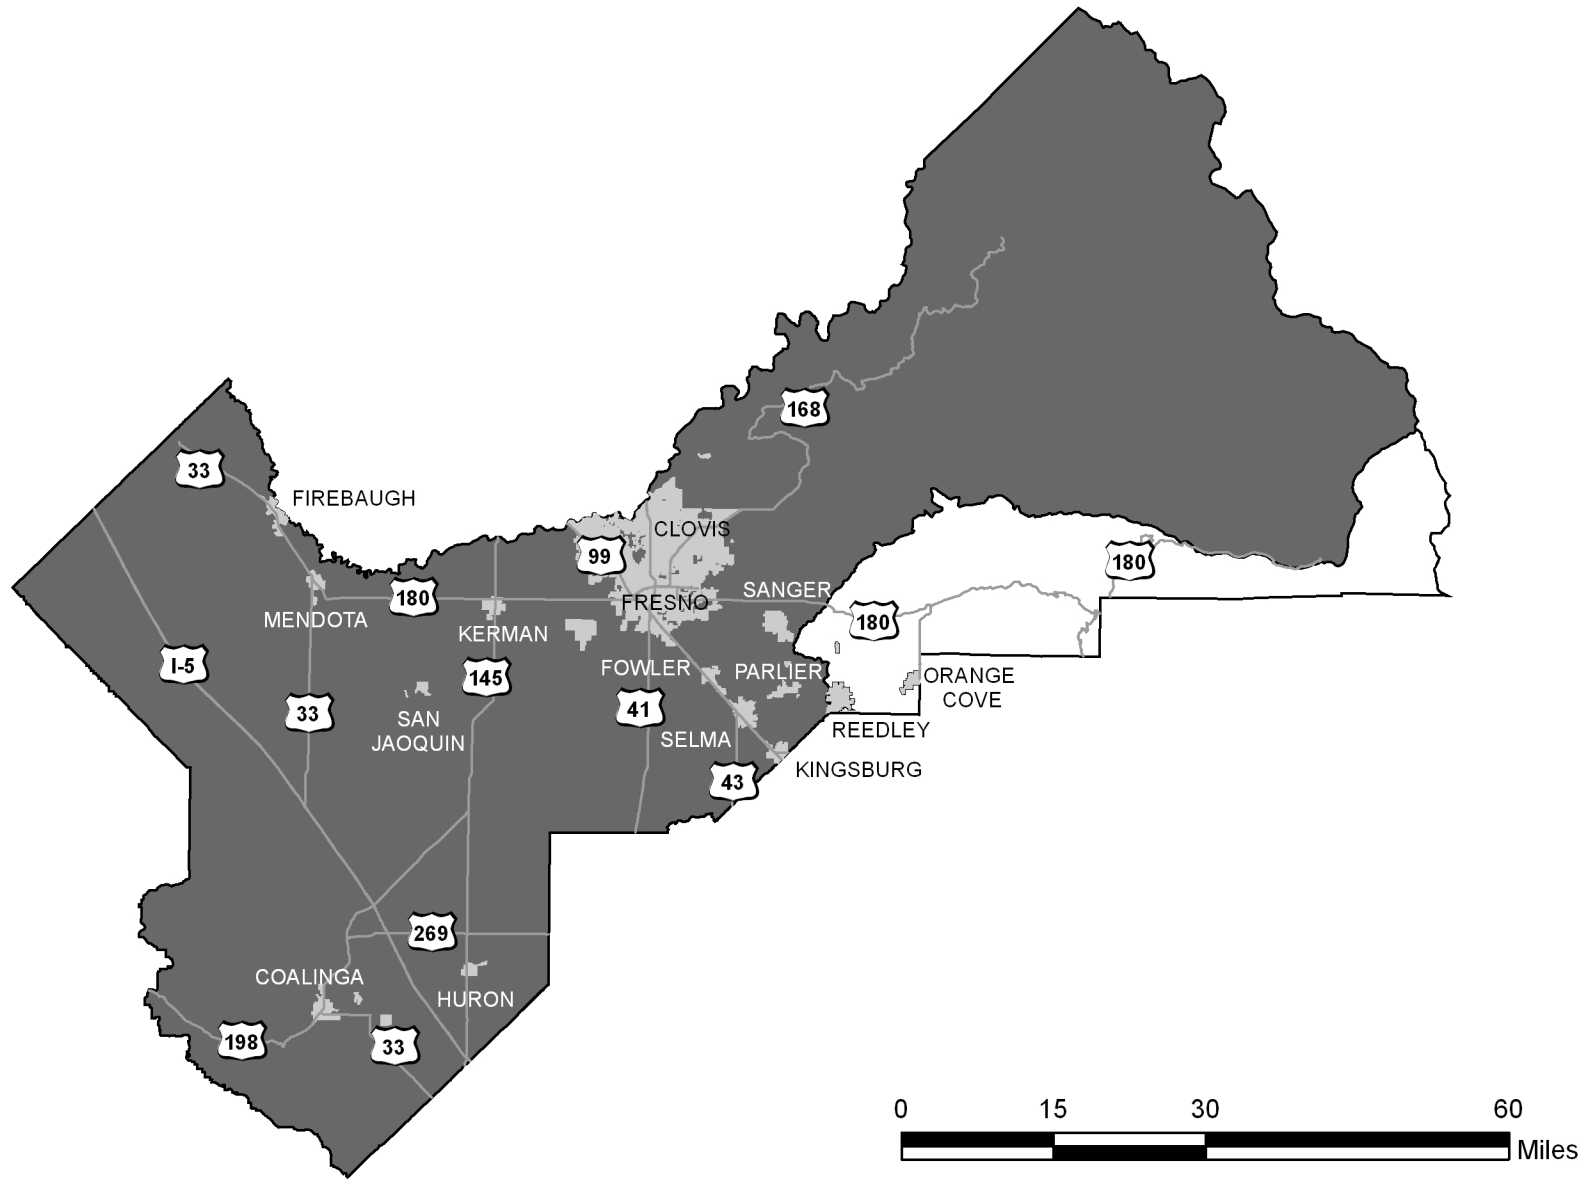 168
33
FIREBAUGH
CLOVIS
99
180
180
SANGER
FRESNO
MENDOTA
180
KERMAN
I-5
FOWLER
PARLIER
145
ORANGE
COVE
33
41
SAN
JAOQUIN
REEDLEY
SELMA
KINGSBURG
43
269
COALINGA
HURON
198
33
0 15 30 60
Miles